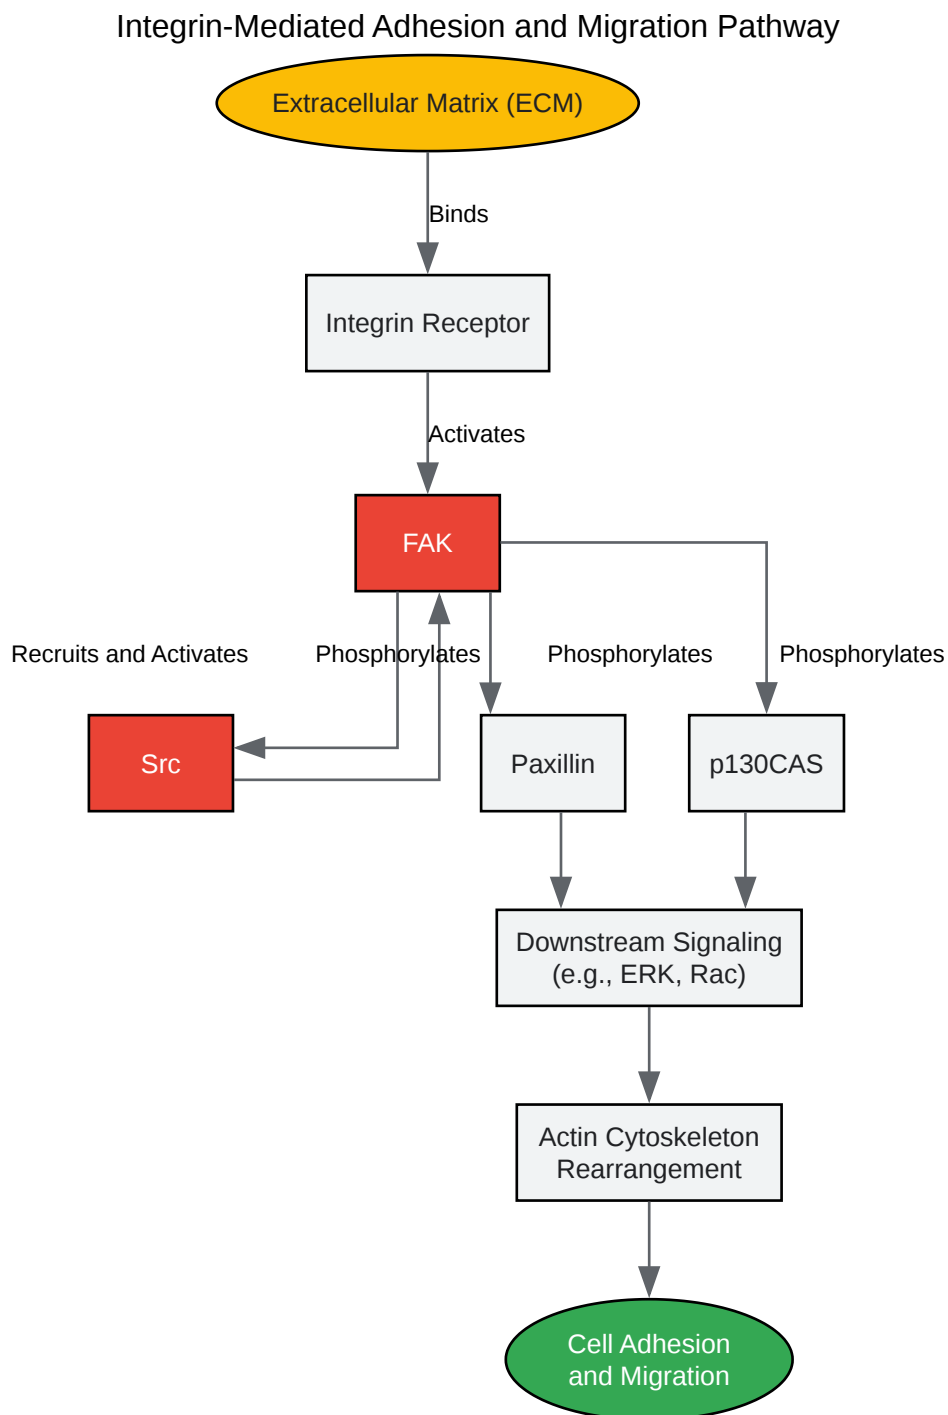 Integrin-Mediated Adhesion and Migration Pathway
Extracellular Matrix (ECM)
Binds
Integrin Receptor
Activates
FAK
Recruits and Activates
Phosphorylates
Phosphorylates
Phosphorylates
Src
Paxillin
p130CAS
Downstream Signaling
(e.g., ERK, Rac)
Actin Cytoskeleton
Rearrangement
Cell Adhesion
and Migration